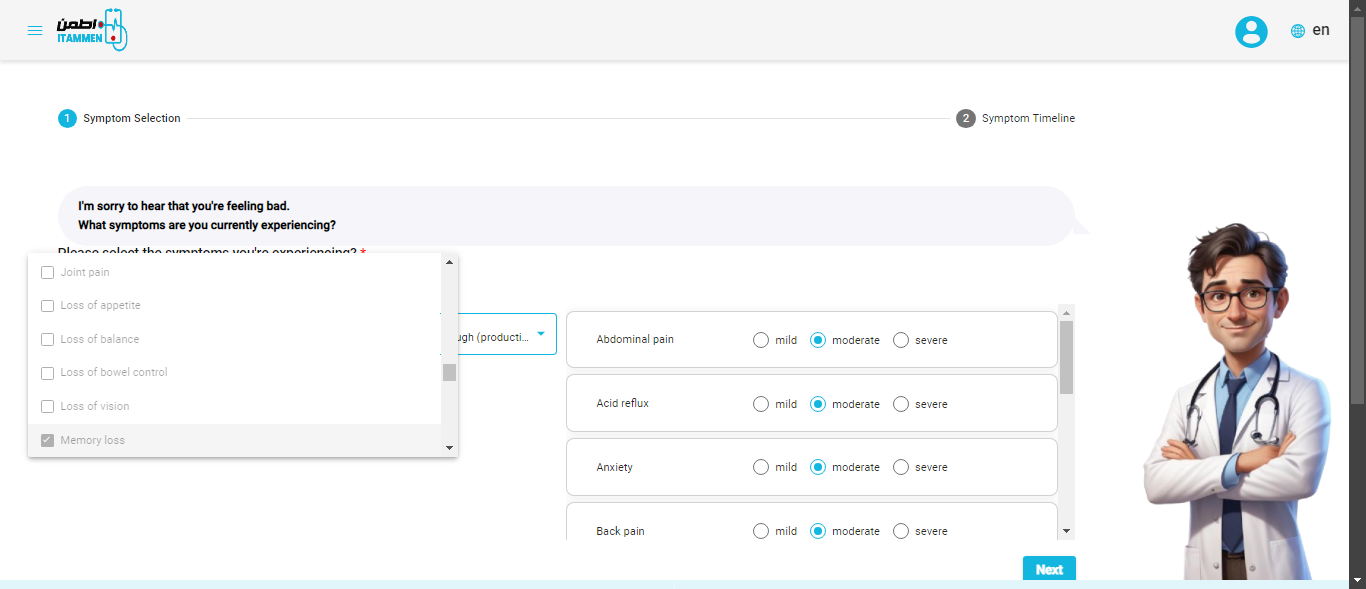 اطمن
ITAMMEN
en
1 Symptom Selection
2 Symptom Timeline
I'm sorry to hear that you're feeling bad.
What symptoms are you currently experiencing?
Please select the symptoms you're experiencing? *
Joint pain
Loss of appetite
Loss of balance
Loss of bowel control
Loss of vision
Memory loss
ugh (producti...
Abdominal pain mild moderate severe
Acid reflux mild moderate severe
Anxiety mild moderate severe
Back pain mild moderate severe
Next